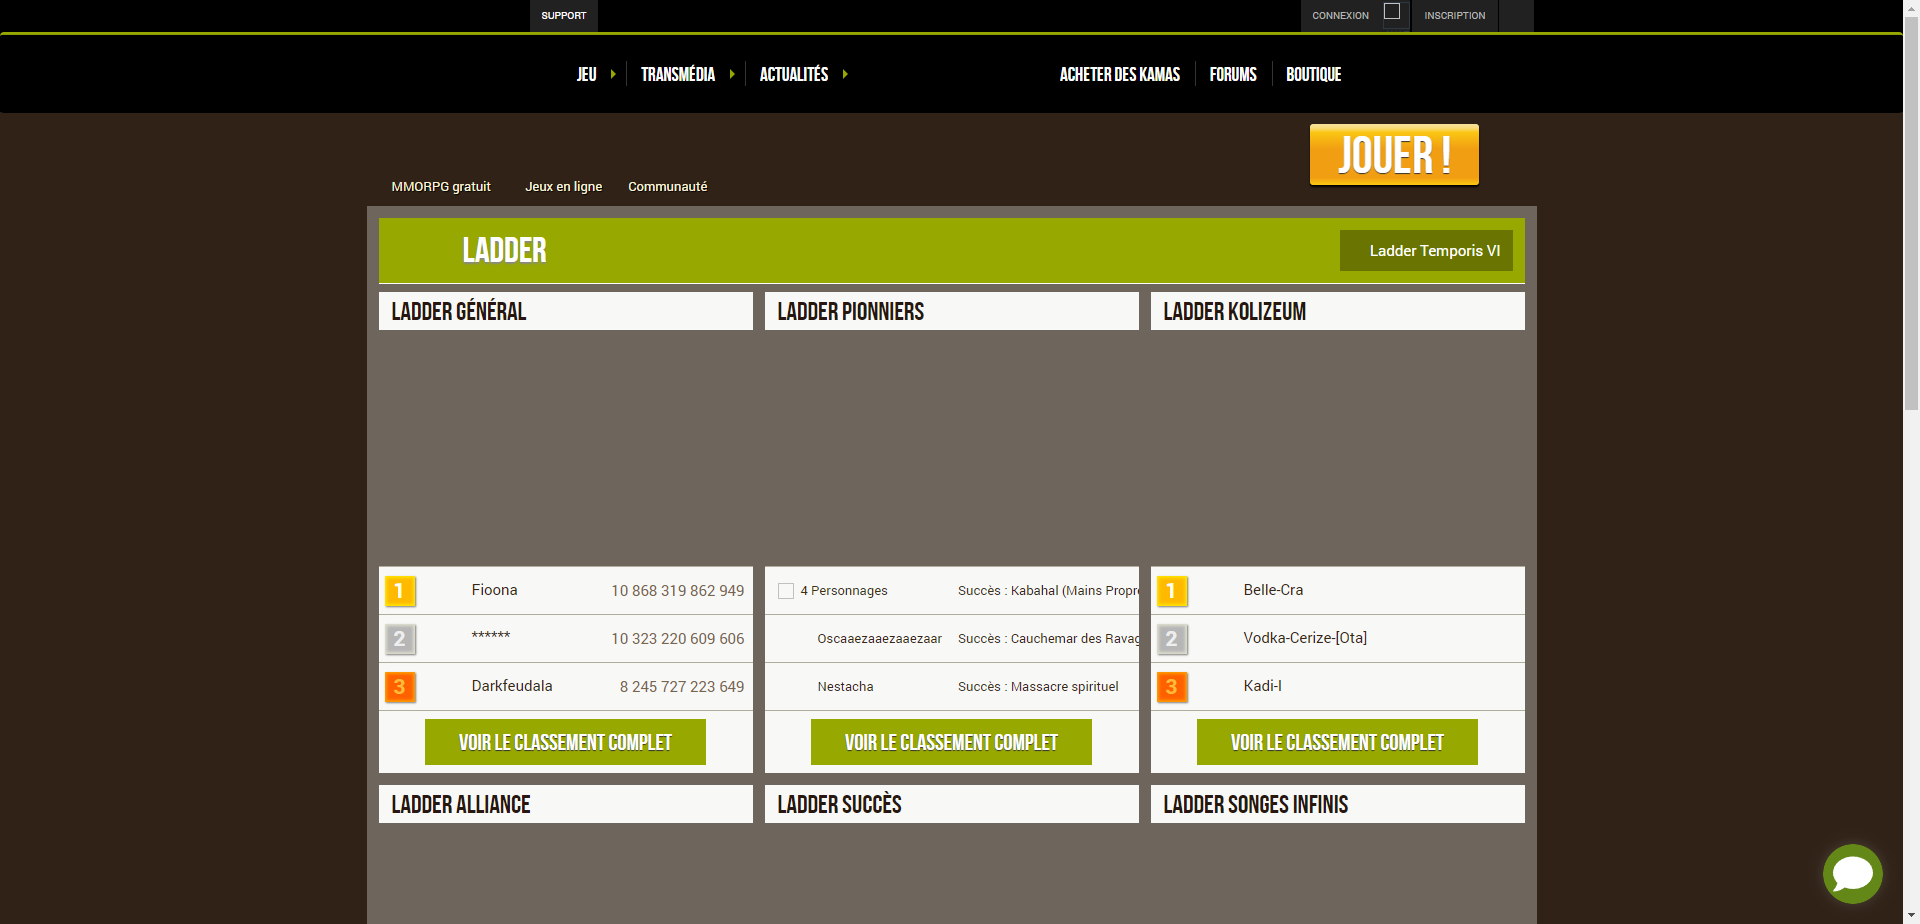 SUPPORT
CONNEXION
INSCRIPTION
JEU
TRANSMÉDIA
ACTUALITÉS
ACHETER DES KAMAS
FORUMS
BOUTIQUE
JOUER !
MMORPG gratuit
Jeux en ligne
Communauté
LADDER
Ladder Temporis VI
LADDER GÉNÉRAL
1 Fioona 10 868 319 862 949
2 ****** 10 323 220 609 606
3 Darkfeudala 8 245 727 223 649
VOIR LE CLASSEMENT COMPLET
LADDER PIONNIERS
4 Personnages Succès : Kabahal (Mains Propr
Oscaaezaaezaaezaar Succès : Cauchemar des Ravag
Nestacha Succès : Massacre spirituel
VOIR LE CLASSEMENT COMPLET
LADDER KOLIZEUM
1 Belle-Cra
2 Vodka-Cerize-[Ota]
3 Kadi-I
VOIR LE CLASSEMENT COMPLET
LADDER ALLIANCE
LADDER SUCCÈS
LADDER SONGES INFINIS